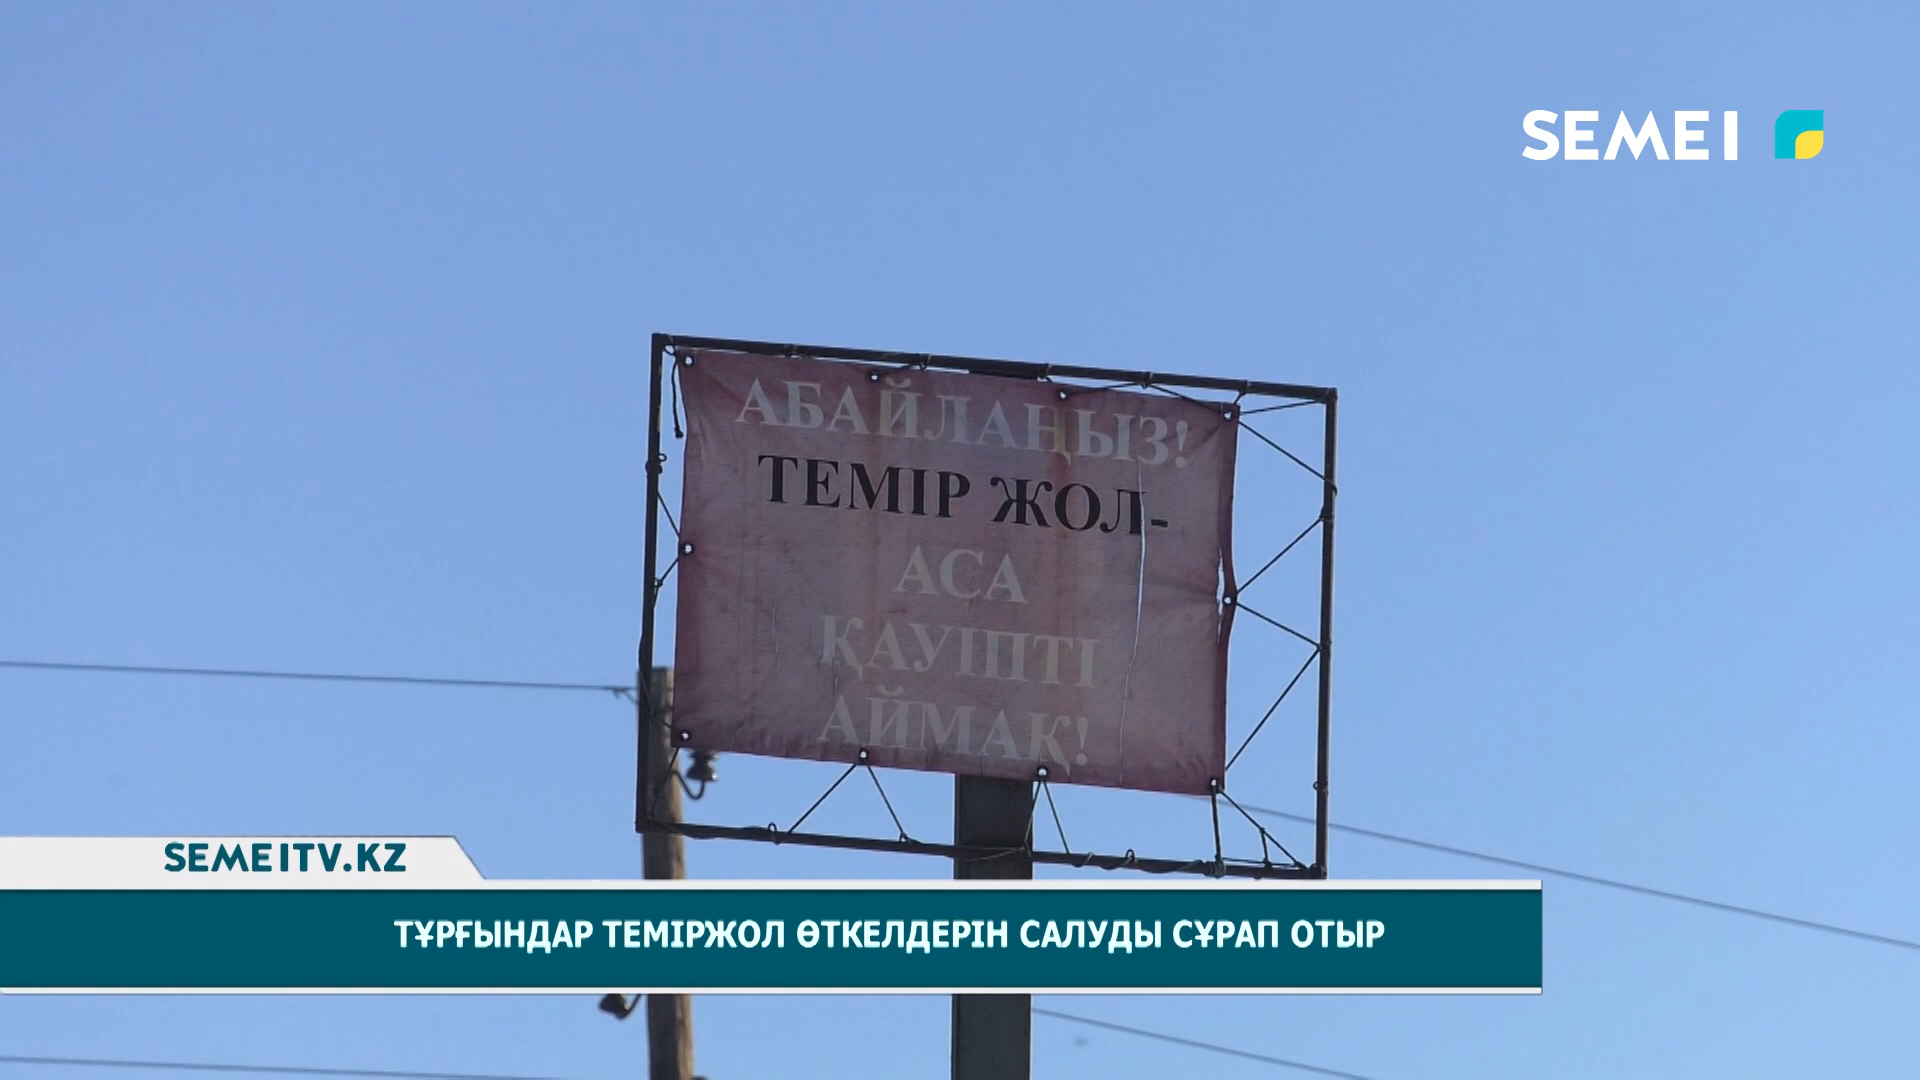 SEMEI
АБАЙЛАҢЫЗ!
ТЕМІР ЖОЛ-
АСА
ҚАУІПТІ
АЙМАҚ!
SEMEITV.KZ
ТҰРҒЫНДАР ТЕМІРЖОЛ ӨТКЕЛДЕРІН САЛУДЫ СҰРАП ОТЫР